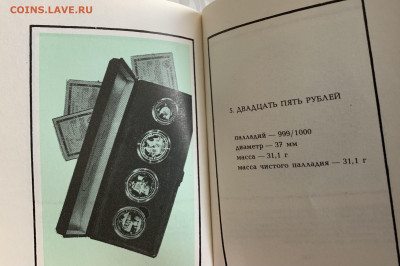 COINS.LAVE.RU
3. ДВАДЦАТЬ ПЯТЬ РУБЛЕЙ
палладий — 999/1000
диаметр — 37 мм
масса — 31,1 г
масса чистого палладия — 31,1 г